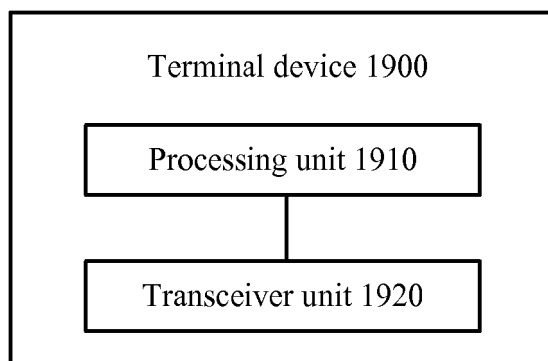 Terminal device 1900
Processing unit 1910
Transceiver unit 1920